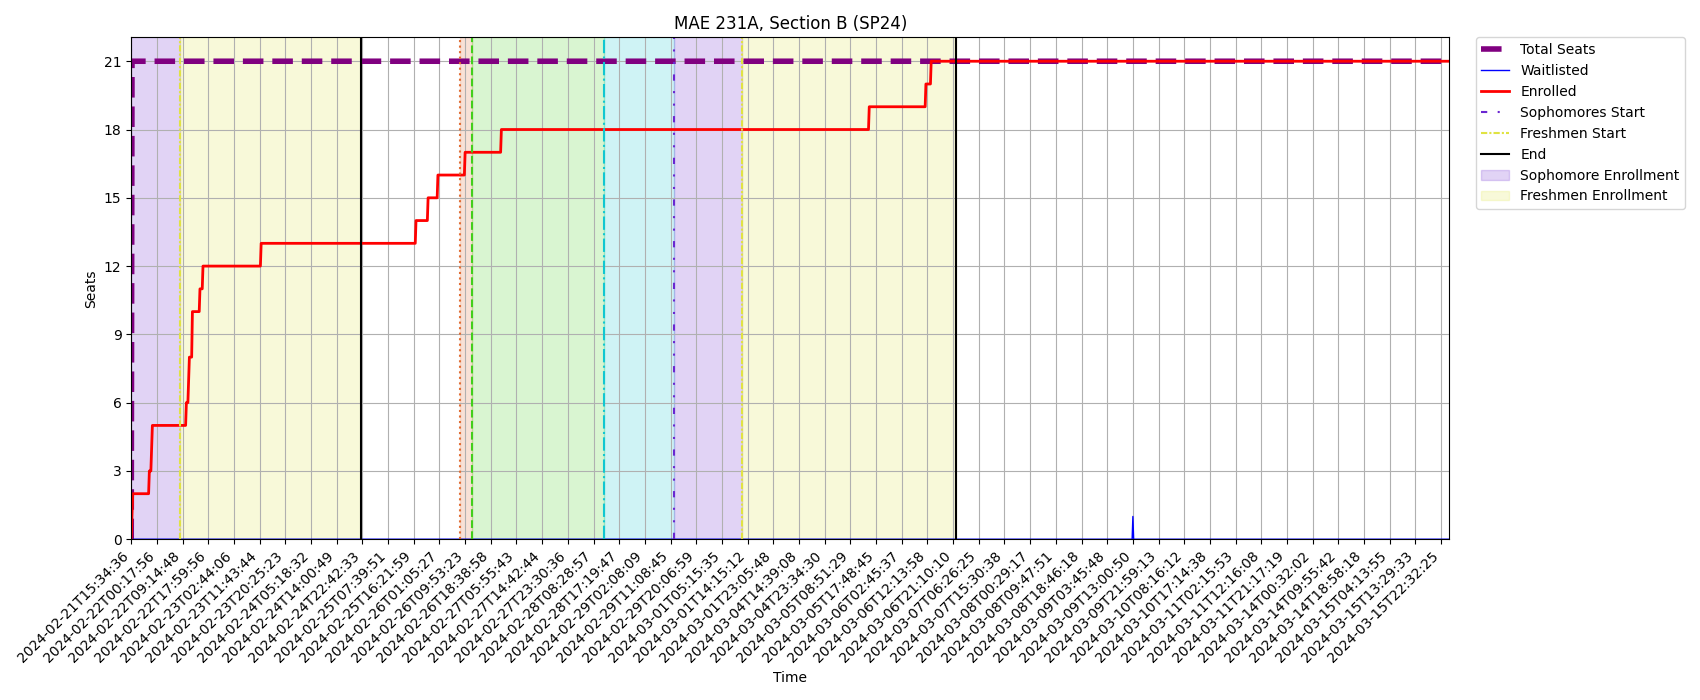 MAE 231A, Section B (SP24)
Total Seats
Waitlisted
Enrolled
Sophomores Start
Freshmen Start
End
Sophomore Enrollment
Freshmen Enrollment
Seats
21
18
15
12
9
6
3
0
2024-02-21T15:34:36
2024-02-22T00:17:56
2024-02-22T09:14:48
2024-02-22T17:59:56
2024-02-23T02:44:06
2024-02-23T11:43:44
2024-02-23T20:25:23
2024-02-24T05:18:32
2024-02-24T14:00:49
2024-02-24T22:42:33
2024-02-25T07:39:51
2024-02-25T16:21:59
2024-02-26T01:05:27
2024-02-26T09:53:23
2024-02-26T18:38:58
2024-02-27T05:55:43
2024-02-27T14:42:44
2024-02-27T23:30:36
2024-02-28T08:28:57
2024-02-28T17:19:47
2024-02-29T02:08:09
2024-02-29T11:08:45
2024-02-29T20:06:59
2024-03-01T05:15:35
2024-03-01T14:15:12
2024-03-01T23:05:48
2024-03-04T14:39:08
2024-03-04T23:34:30
2024-03-05T08:51:29
2024-03-05T17:48:45
2024-03-06T02:45:37
2024-03-06T12:13:58
2024-03-06T21:10:10
2024-03-07T06:26:25
2024-03-07T15:30:38
2024-03-08T00:29:17
2024-03-08T09:47:51
2024-03-08T18:46:18
2024-03-09T03:45:48
2024-03-09T13:00:50
2024-03-09T21:59:13
2024-03-10T08:16:12
2024-03-10T17:14:38
2024-03-11T02:15:53
2024-03-11T12:16:08
2024-03-11T21:17:19
2024-03-14T00:32:02
2024-03-14T09:55:42
2024-03-14T18:58:18
2024-03-15T04:13:55
2024-03-15T13:29:33
2024-03-15T22:32:25
Time